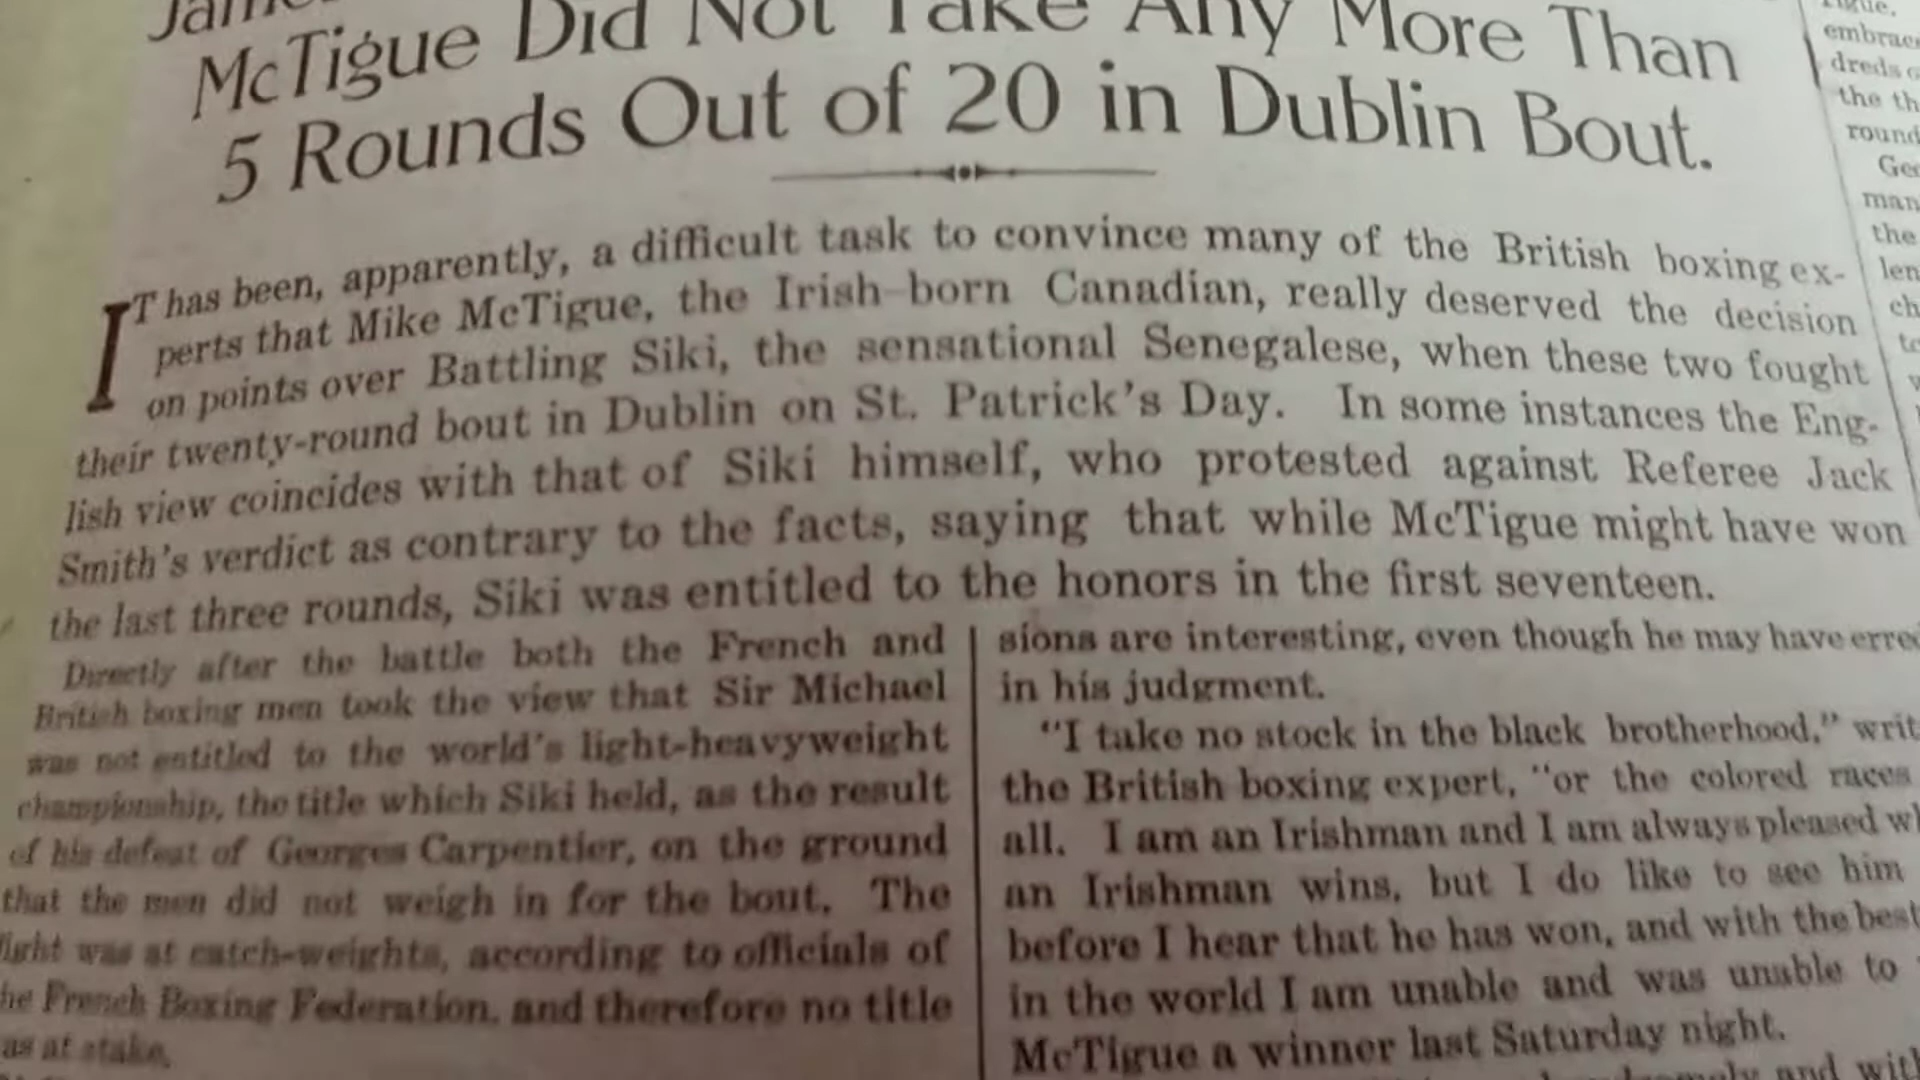 McTigue Did Not Take Any More Than
5 Rounds Out of 20 in Dublin Bout.
IT has been, apparently, a difficult task to convince many of the British boxing ex-
perts that Mike McTigue, the Irish-born Canadian, really deserved the decision
on points over Battling Siki, the sensational Senegalese, when these two fought
their twenty-round bout in Dublin on St. Patrick's Day. In some instances the Eng-
lish view coincides with that of Siki himself, who protested against Referee Jack
Smith's verdict as contrary to the facts, saying that while McTigue might have won
the last three rounds, Siki was entitled to the honors in the first seventeen.
Directly after the battle both the French and
British boxing men took the view that Sir Michael
was not entitled to the world's light-heavyweight
championship, the title which Siki held, as the result
of his defeat of Georges Carpentier, on the ground
that the men did not weigh in for the bout. The
fight was at catch-weights, according to officials of
the French Boxing Federation, and therefore no title
as at stake.
sions are interesting, even though he may have erred
in his judgment.
"I take no stock in the black brotherhood," writ
the British boxing expert, "or the colored races
all. I am an Irishman and I am always pleased wh
an Irishman wins, but I do like to see him
before I hear that he has won, and with the best
in the world I am unable and was unable to
McTigue a winner last Saturday night.
and with
embrac
dreds o
the th
round
Geo
man
the
len
ch